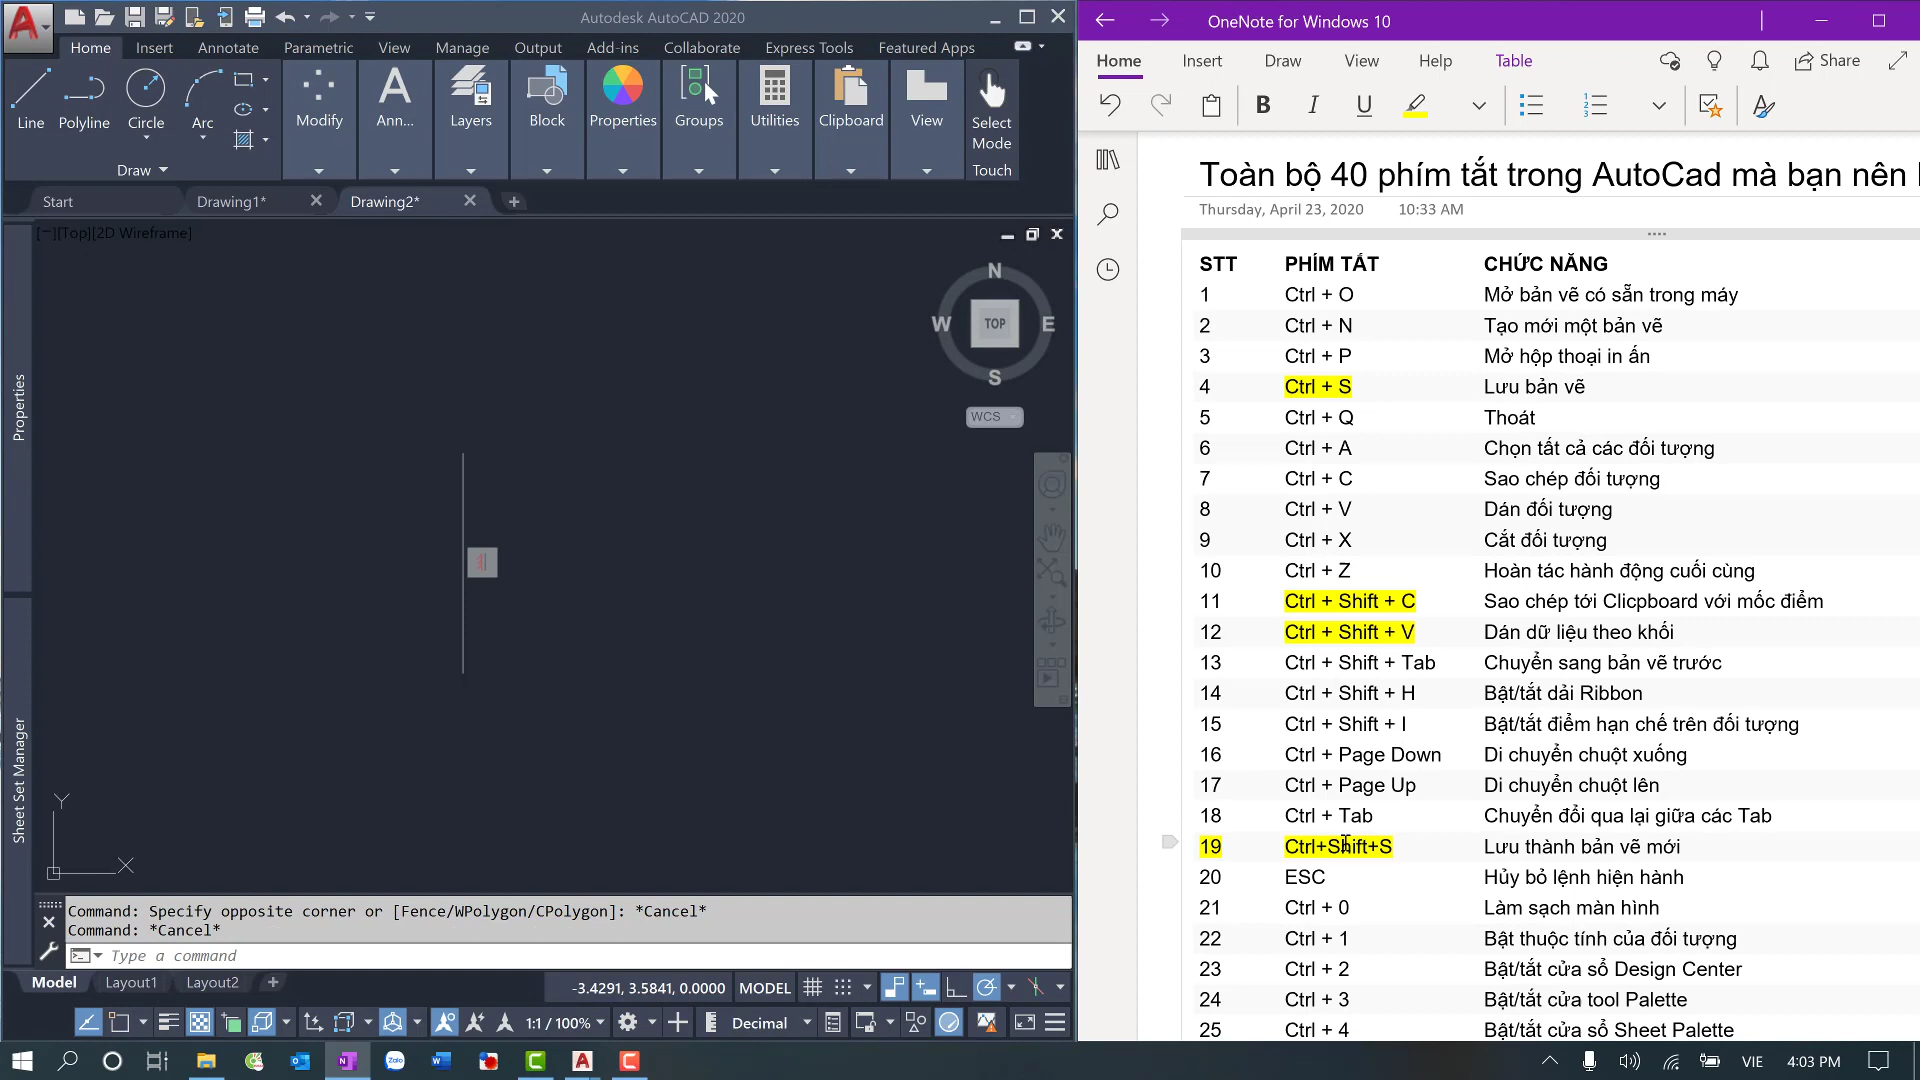 Autodesk AutoCAD 2020
Home Insert Annotate Parametric View Manage Output Add-ins Collaborate Express Tools Featured Apps
Line Polyline Circle Arc
Draw
Modify
Ann...
Layers
Block
Properties
Groups
Utilities
Clipboard
View
Select Mode
Touch
Start Drawing1* Drawing2*
[−][Top][2D Wireframe]
N
W TOP E
S
WCS
Properties
Sheet Set Manager
Y
X
Command: Specify opposite corner or [Fence/WPolygon/CPolygon]: *Cancel*
Command: *Cancel*
Type a command
Model Layout1 Layout2
-3.4291, 3.5841, 0.0000 MODEL
1:1 / 100% Decimal
OneNote for Windows 10
Home Insert Draw View Help Table Share
Toàn bộ 40 phím tắt trong AutoCad mà bạn nên
Thursday, April 23, 2020 10:33 AM
STT PHÍM TẮT CHỨC NĂNG
1 Ctrl + O Mở bản vẽ có sẵn trong máy
2 Ctrl + N Tạo mới một bản vẽ
3 Ctrl + P Mở hộp thoại in ấn
4 Ctrl + S Lưu bản vẽ
5 Ctrl + Q Thoát
6 Ctrl + A Chọn tất cả các đối tượng
7 Ctrl + C Sao chép đối tượng
8 Ctrl + V Dán đối tượng
9 Ctrl + X Cắt đối tượng
10 Ctrl + Z Hoàn tác hành động cuối cùng
11 Ctrl + Shift + C Sao chép tới Clicpboard với mốc điểm
12 Ctrl + Shift + V Dán dữ liệu theo khối
13 Ctrl + Shift + Tab Chuyển sang bản vẽ trước
14 Ctrl + Shift + H Bật/tắt dải Ribbon
15 Ctrl + Shift + I Bật/tắt điểm hạn chế trên đối tượng
16 Ctrl + Page Down Di chuyển chuột xuống
17 Ctrl + Page Up Di chuyển chuột lên
18 Ctrl + Tab Chuyển đổi qua lại giữa các Tab
19 Ctrl+Shift+S Lưu thành bản vẽ mới
20 ESC Hủy bỏ lệnh hiện hành
21 Ctrl + 0 Làm sạch màn hình
22 Ctrl + 1 Bật thuộc tính của đối tượng
23 Ctrl + 2 Bật/tắt cửa sổ Design Center
24 Ctrl + 3 Bật/tắt cửa tool Palette
25 Ctrl + 4 Bật/tắt cửa sổ Sheet Palette
VIE 4:03 PM